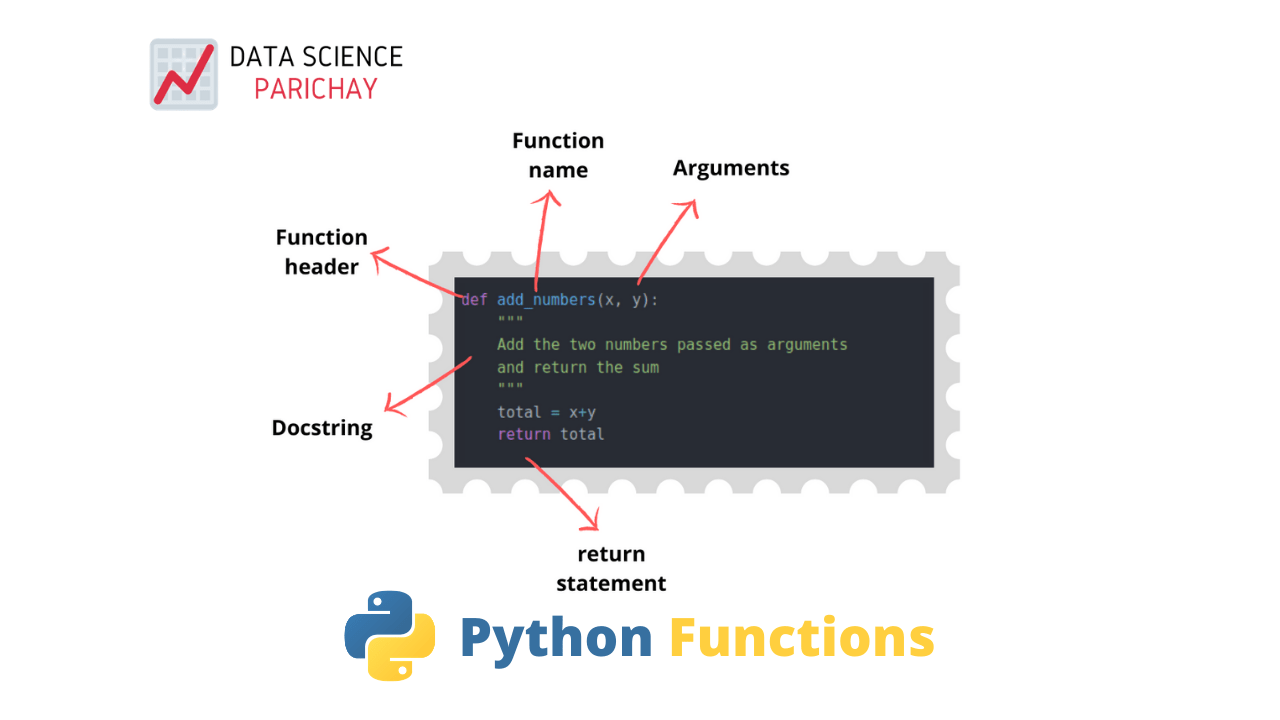 DATA SCIENCE
PARICHAY
Function
name
Arguments
Function
header
def add_numbers(x, y):
"""
Add the two numbers passed as arguments
and return the sum
"""
total = x+y
return total
Docstring
return
statement
Python Functions